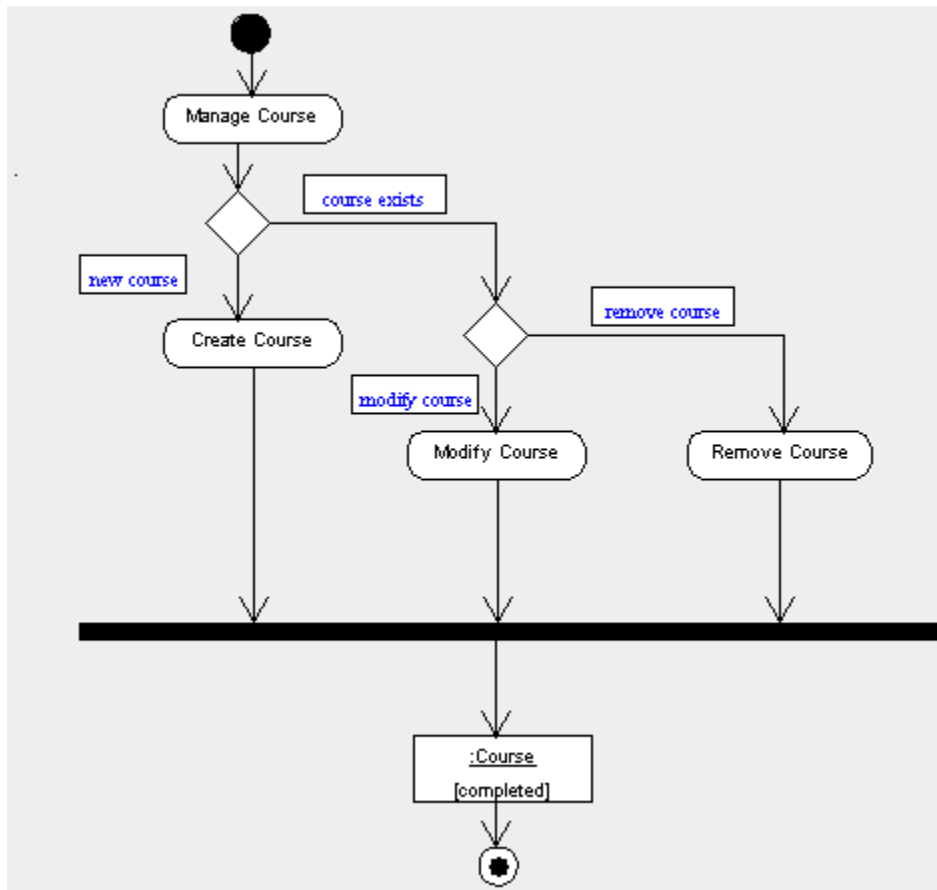 Manage Course
course exists
new course
remove course
Create Course
modify course
Modify Course
Remove Course
:Course
[completed]